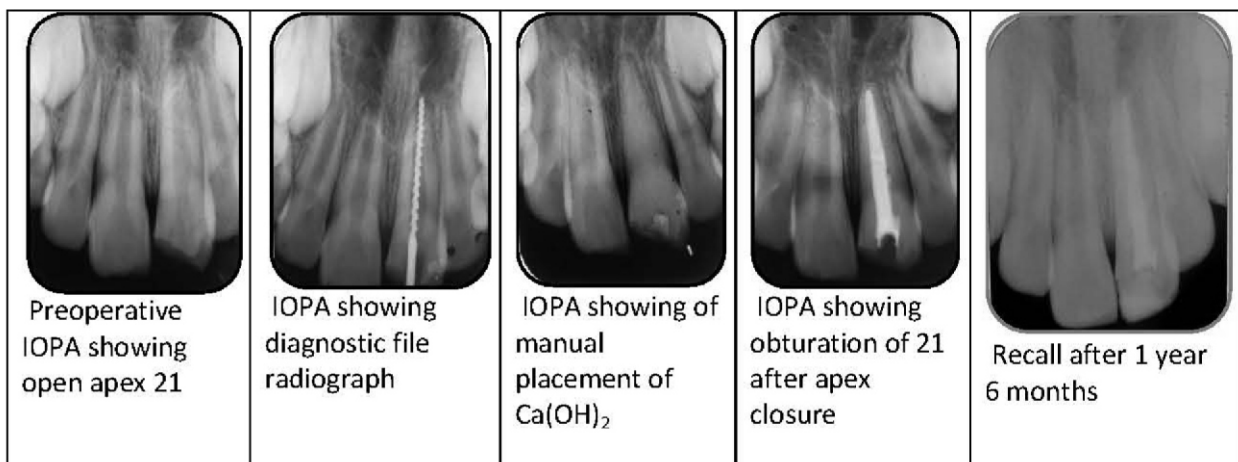 Preoperative
IOPA showing
open apex 21
IOPA showing
diagnostic file
radiograph
IOPA showing of
manual
placement of
Ca(OH)₂
IOPA showing
obturation of 21
after apex
closure
Recall after 1 year
6 months